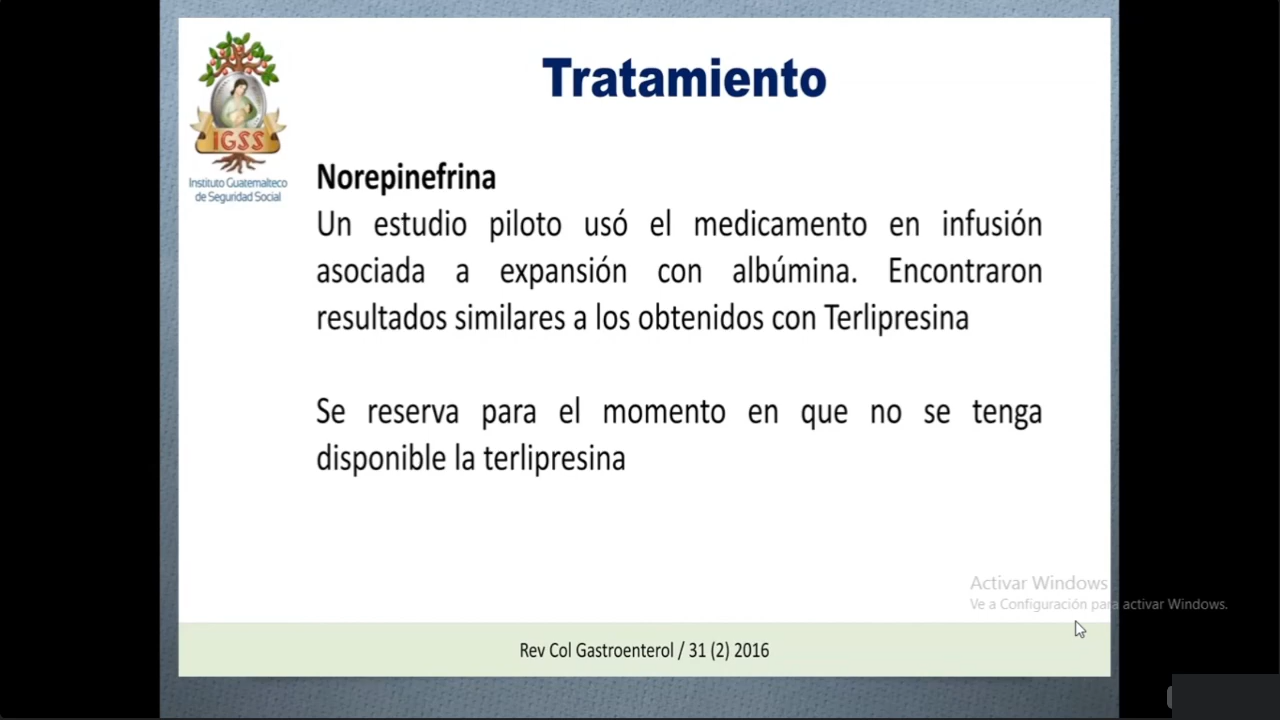 Tratamiento
IGSS
Instituto Guatemalteco
de Seguridad Social
Norepinefrina
Un estudio piloto usó el medicamento en infusión
asociada a expansión con albúmina. Encontraron
resultados similares a los obtenidos con Terlipresina
Se reserva para el momento en que no se tenga
disponible la terlipresina
Activar Windows
Ve a Configuración para activar Windows.
Rev Col Gastroenterol / 31 (2) 2016